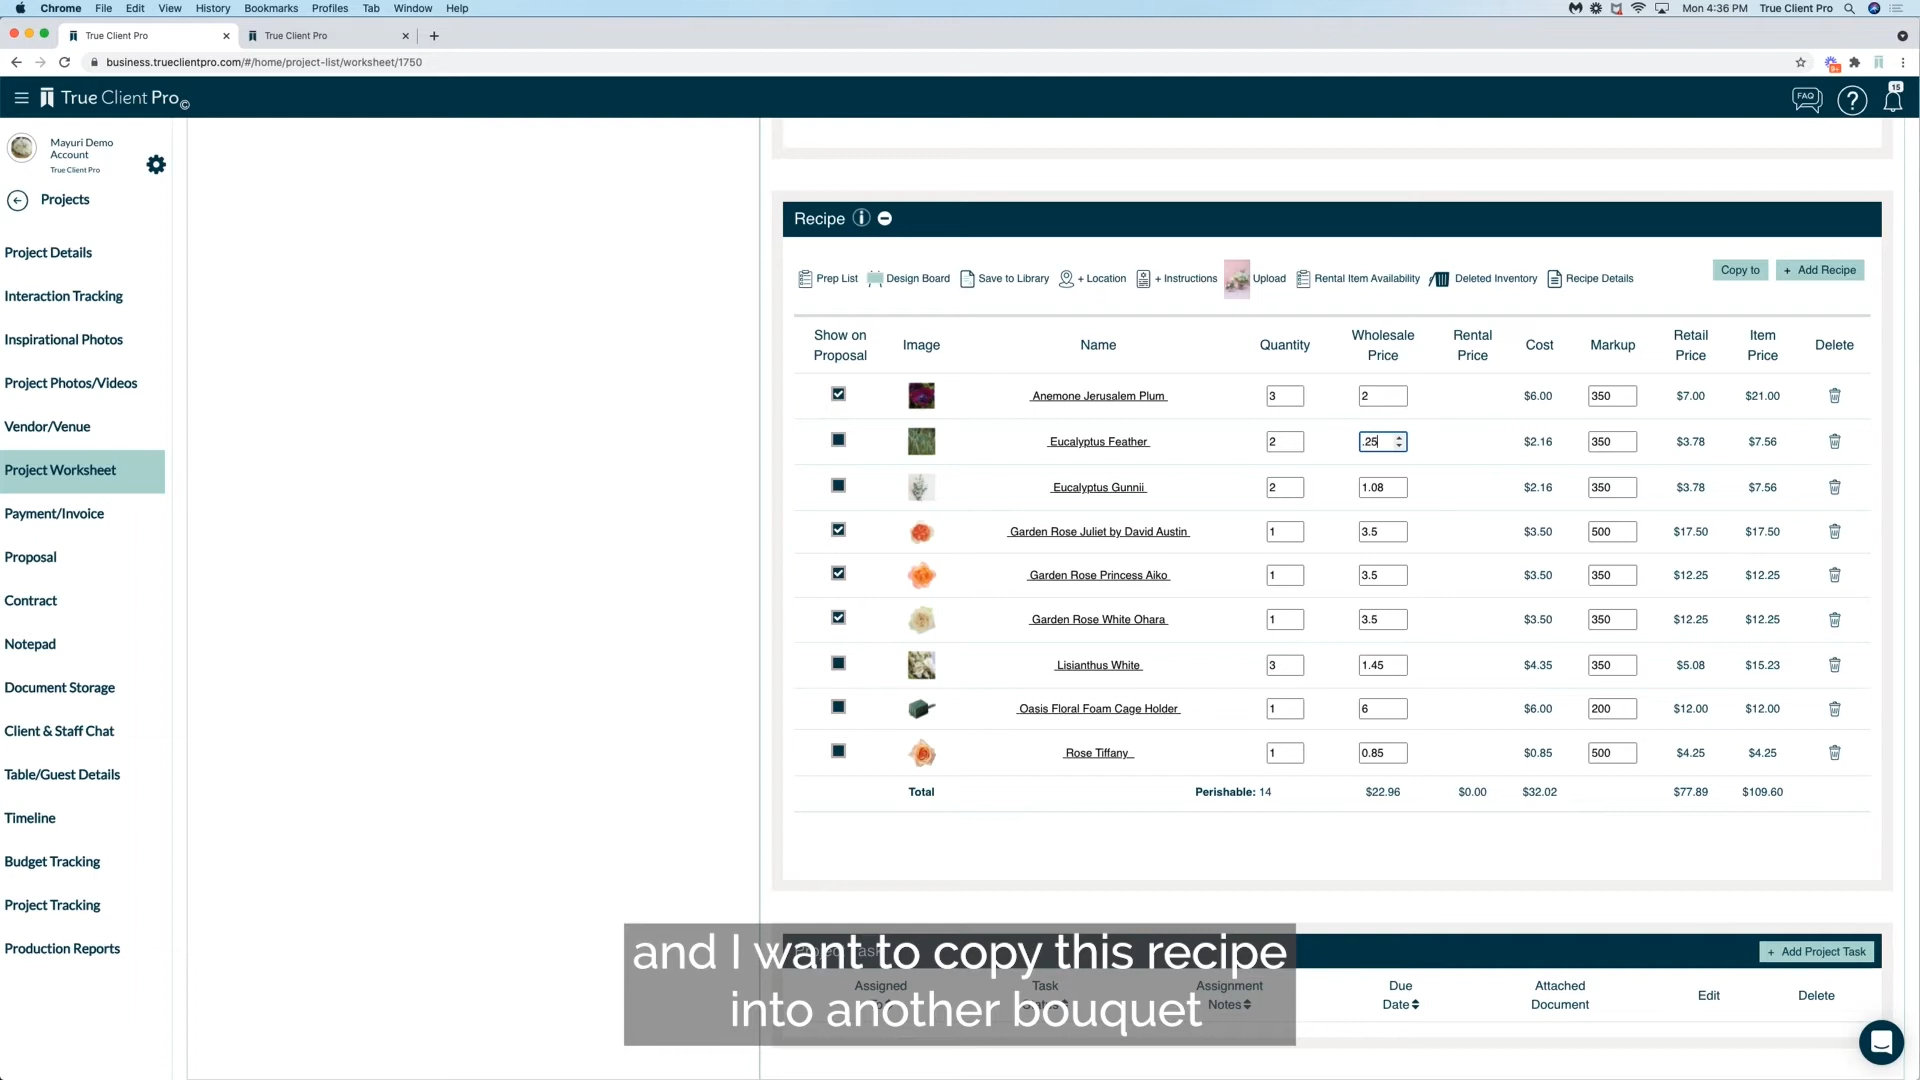 Chrome File Edit View History Bookmarks Profiles Tab Window Help Mon 4:36 PM True Client Pro
True Client Pro True Client Pro
business.trueclientpro.com/#/home/project-list/worksheet/1750
True Client Pro © FAQ ? 15
Mayuri Demo
Account
True Client Pro
Projects
Project Details
Interaction Tracking
Inspirational Photos
Project Photos/Videos
Vendor/Venue
Project Worksheet
Payment/Invoice
Proposal
Contract
Notepad
Document Storage
Client & Staff Chat
Table/Guest Details
Timeline
Budget Tracking
Project Tracking
Production Reports
Recipe
Prep List Design Board Save to Library + Location + Instructions Upload Rental Item Availability Deleted Inventory Recipe Details Copy to + Add Recipe
Show on Proposal Image Name Quantity Wholesale Price Rental Price Cost Markup Retail Price Item Price Delete
Anemone Jerusalem Plum 3 2 $6.00 350 $7.00 $21.00
Eucalyptus Feather 2 .25 $2.16 350 $3.78 $7.56
Eucalyptus Gunnii 2 1.08 $2.16 350 $3.78 $7.56
Garden Rose Juliet by David Austin 1 3.5 $3.50 500 $17.50 $17.50
Garden Rose Princess Aiko 1 3.5 $3.50 350 $12.25 $12.25
Garden Rose White Ohara 1 3.5 $3.50 350 $12.25 $12.25
Lisianthus White 3 1.45 $4.35 350 $5.08 $15.23
Oasis Floral Foam Cage Holder 1 6 $6.00 200 $12.00 $12.00
Rose Tiffany 1 0.85 $0.85 500 $4.25 $4.25
Total Perishable: 14 $22.96 $0.00 $32.02 $77.89 $109.60
+ Add Project Task
Assigned Task Assignment Notes Due Date Attached Document Edit Delete
and I want to copy this recipe
into another bouquet